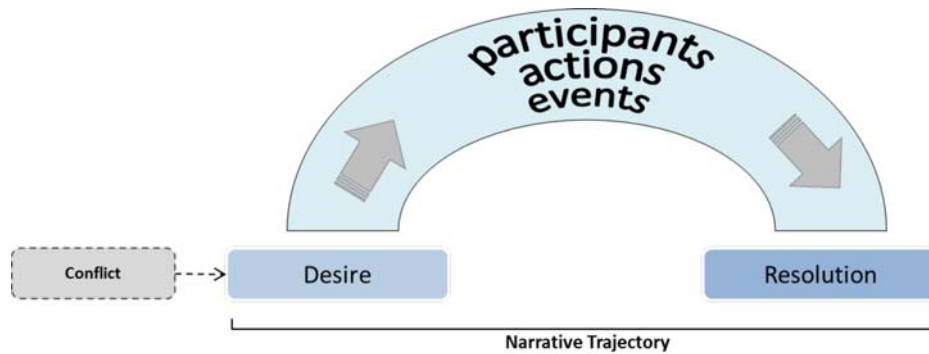 participants
actions
events
Conflict
Desire
Resolution
Narrative Trajectory